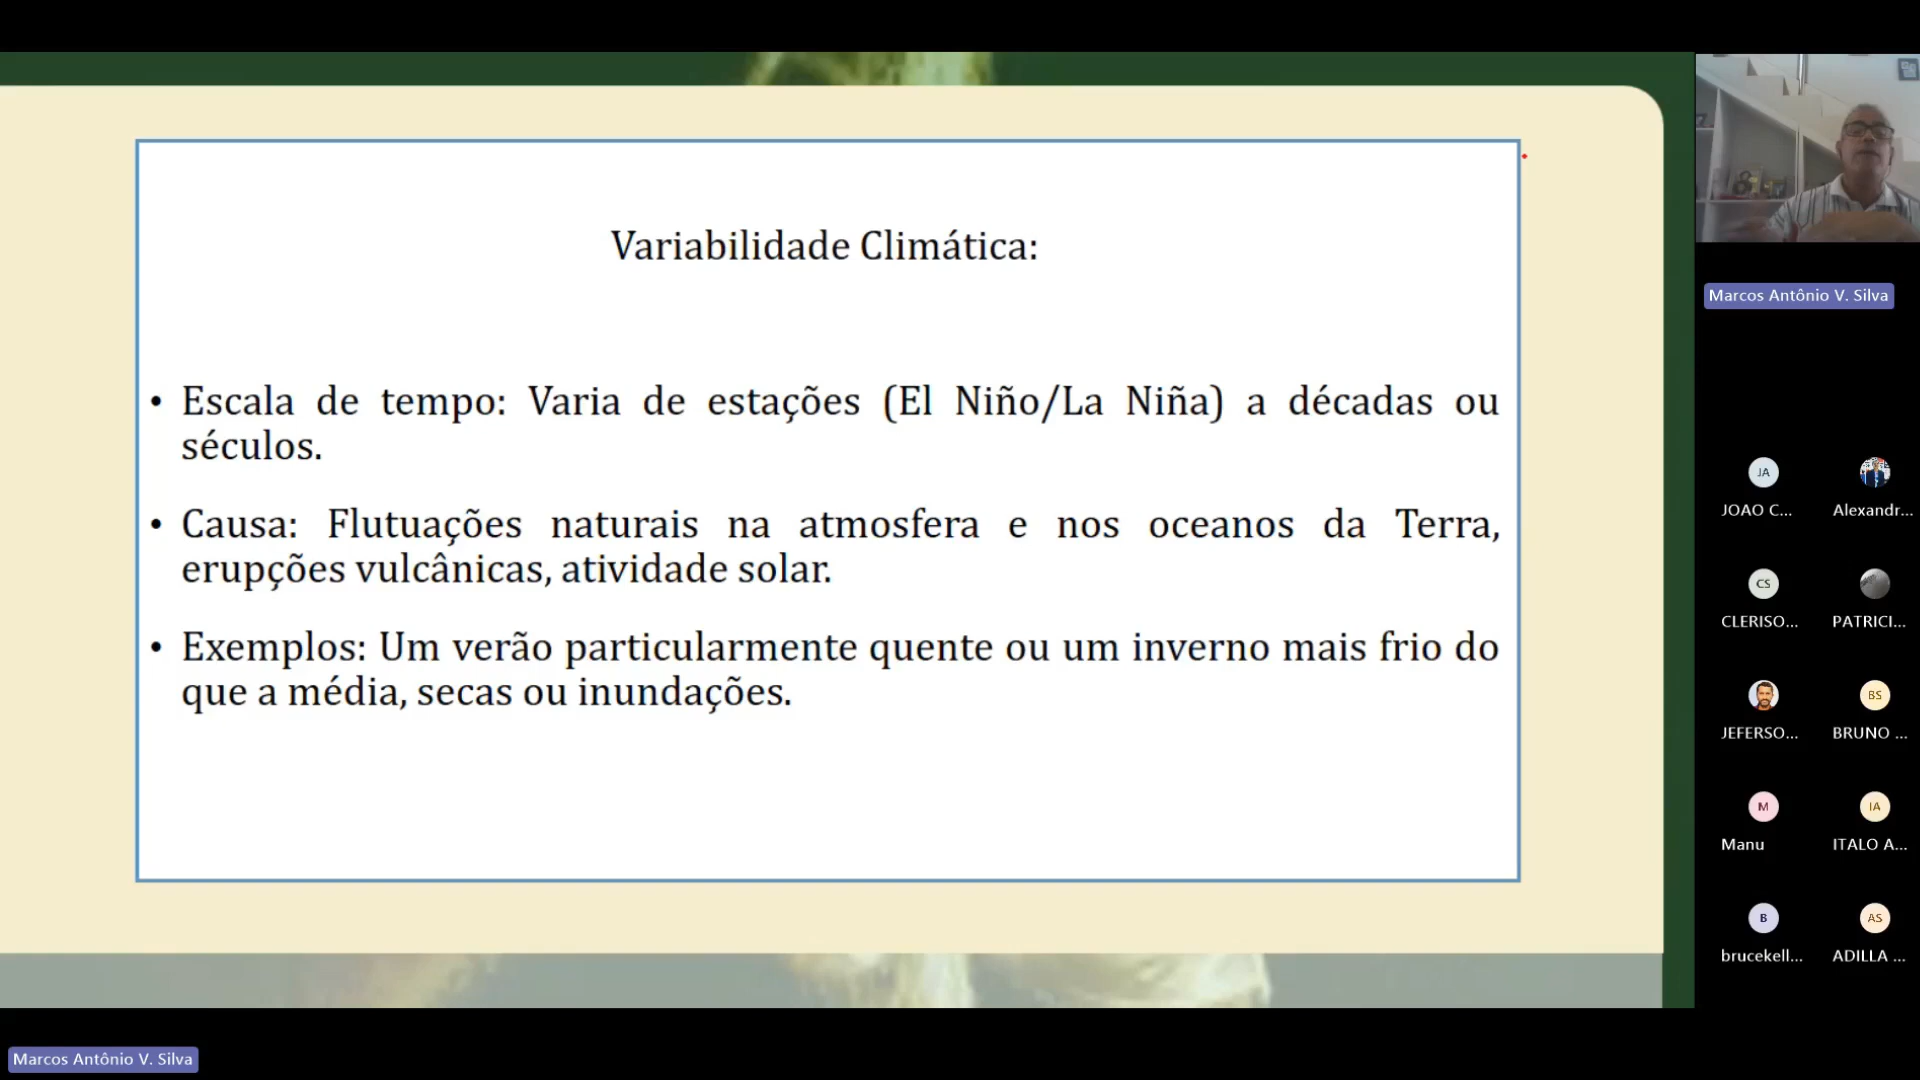 Variabilidade Climática:
• Escala de tempo: Varia de estações (El Niño/La Niña) a décadas ou
séculos.
• Causa: Flutuações naturais na atmosfera e nos oceanos da Terra,
erupções vulcânicas, atividade solar.
• Exemplos: Um verão particularmente quente ou um inverno mais frio do
que a média, secas ou inundações.
Marcos Antônio V. Silva
JA
JOAO C...
Alexandr...
CS
CLERISO...
PATRICI...
JEFERSO...
BS
BRUNO ...
M
Manu
IA
ITALO A...
B
brucekell...
AS
ADILLA ...
Marcos Antônio V. Silva